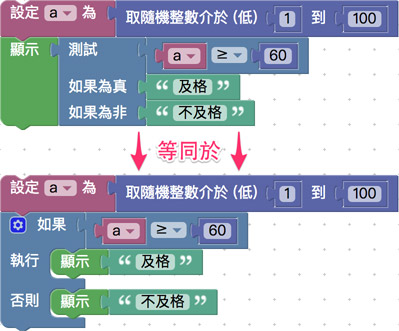 設定 a 為 取隨機整數介於 (低) 1 到 100
顯示 測試 a ≥ 60
如果為真 “ 及格 ”
如果為非 “ 不及格 ”
等同於
設定 a 為 取隨機整數介於 (低) 1 到 100
如果 a ≥ 60
執行 顯示 “ 及格 ”
否則 顯示 “ 不及格 ”